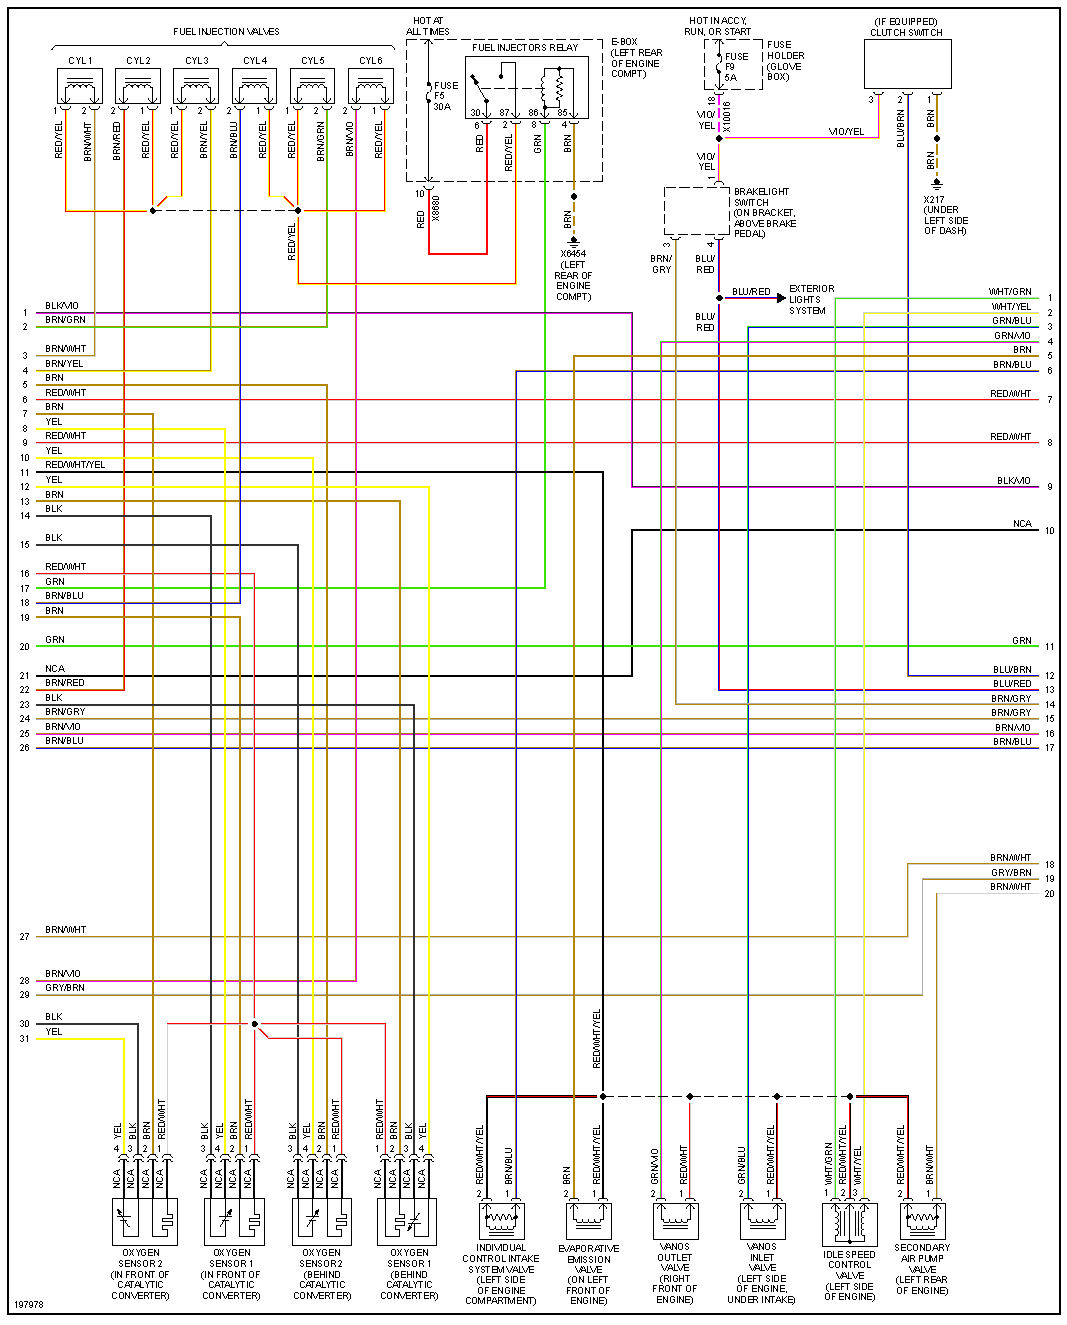 FUEL INJECTION VALVES
CYL 1
CYL 2
CYL 3
CYL 4
CYL 5
CYL 6
1 2 2 1 1 2 2 1 1 2 2 1
RED/YEL
BRN/WHT
BRN/RED
RED/YEL
RED/YEL
BRN/YEL
BRN/BLU
RED/YEL
RED/YEL
BRN/GRN
BRN/VIO
RED/YEL
RED/YEL
HOT AT
ALL TIMES
FUSE
F5
30A
FUEL INJECTORS RELAY
E-BOX
(LEFT REAR
OF ENGINE
COMPT)
30 87 86 85
6 2 8 4
RED
RED/YEL
GRN
BRN
10
X8680
RED
BRN
X6454
(LEFT
REAR OF
ENGINE
COMPT)
HOT IN ACCY,
RUN, OR START
FUSE
F9
5A
FUSE
HOLDER
(GLOVE
BOX)
18
X10016
VIO/
YEL
VIO/YEL
VIO/
YEL
1
BRAKELIGHT
SWITCH
(ON BRACKET,
ABOVE BRAKE
PEDAL)
3 4
BRN/
GRY
BLU/
RED
BLU/RED
EXTERIOR
LIGHTS
SYSTEM
BLU/
RED
(IF EQUIPPED)
CLUTCH SWITCH
3 2 1
BLU/BRN
BRN
BRN
X217
(UNDER
LEFT SIDE
OF DASH)
1 BLK/VIO
2 BRN/GRN
3 BRN/WHT
4 BRN/YEL
5 BRN
6 RED/WHT
7 BRN
8 YEL
9 RED/WHT
10 YEL
11 RED/WHT/YEL
12 YEL
13 BRN
14 BLK
15 BLK
16 RED/WHT
17 GRN
18 BRN/BLU
19 BRN
20 GRN
21 NCA
22 BRN/RED
23 BLK
24 BRN/GRY
25 BRN/VIO
26 BRN/BLU
27 BRN/WHT
28 BRN/VIO
29 GRY/BRN
30 BLK
31 YEL
WHT/GRN 1
WHT/YEL 2
GRN/BLU 3
GRN/VIO 4
BRN 5
BRN/BLU 6
RED/WHT 7
RED/WHT 8
BLK/VIO 9
NCA 10
GRN 11
BLU/BRN 12
BLU/RED 13
BRN/GRY 14
BRN/GRY 15
BRN/VIO 16
BRN/BLU 17
BRN/WHT 18
GRY/BRN 19
BRN/WHT 20
RED/WHT/YEL
YEL
BLK
BRN
RED/WHT
4 3 2 1
NCA
NCA
NCA
NCA
OXYGEN
SENSOR 2
(IN FRONT OF
CATALYTIC
CONVERTER)
BLK
YEL
BRN
RED/WHT
3 4 2 1
NCA
NCA
NCA
NCA
OXYGEN
SENSOR 1
(IN FRONT OF
CATALYTIC
CONVERTER)
BLK
YEL
BRN
RED/WHT
3 4 2 1
NCA
NCA
NCA
NCA
OXYGEN
SENSOR 2
(BEHIND
CATALYTIC
CONVERTER)
RED/WHT
BRN
BLK
YEL
1 2 3 4
NCA
NCA
NCA
NCA
OXYGEN
SENSOR 1
(BEHIND
CATALYTIC
CONVERTER)
RED/WHT/YEL
BRN/BLU
2 1
INDIVIDUAL
CONTROL INTAKE
SYSTEM VALVE
(LEFT SIDE
OF ENGINE
COMPARTMENT)
BRN
RED/WHT/YEL
2 1
EVAPORATIVE
EMISSION
VALVE
(ON LEFT
FRONT OF
ENGINE)
GRN/VIO
RED/WHT
2 1
VANOS
OUTLET
VALVE
(RIGHT
FRONT OF
ENGINE)
GRN/BLU
RED/WHT/YEL
2 1
VANOS
INLET
VALVE
(LEFT SIDE
OF ENGINE,
UNDER INTAKE)
WHT/GRN
RED/WHT/YEL
WHT/YEL
1 2 3
IDLE SPEED
CONTROL
VALVE
(LEFT SIDE
OF ENGINE)
RED/WHT/YEL
BRN/WHT
2 1
SECONDARY
AIR PUMP
VALVE
(LEFT REAR
OF ENGINE)
197978